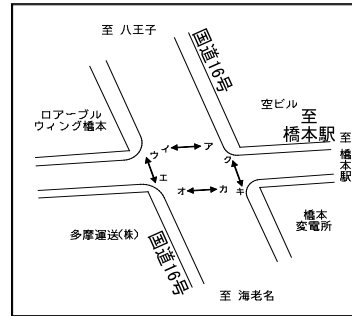 至 八王子
国道16号
ロアーブル
ウィング橋本
空ビル
至
橋本駅
至 橋本駅
イ
ア
ウ
ク
エ
オ
カ
キ
多摩運送(株)
国道16号
橋本
変電所
至 海老名